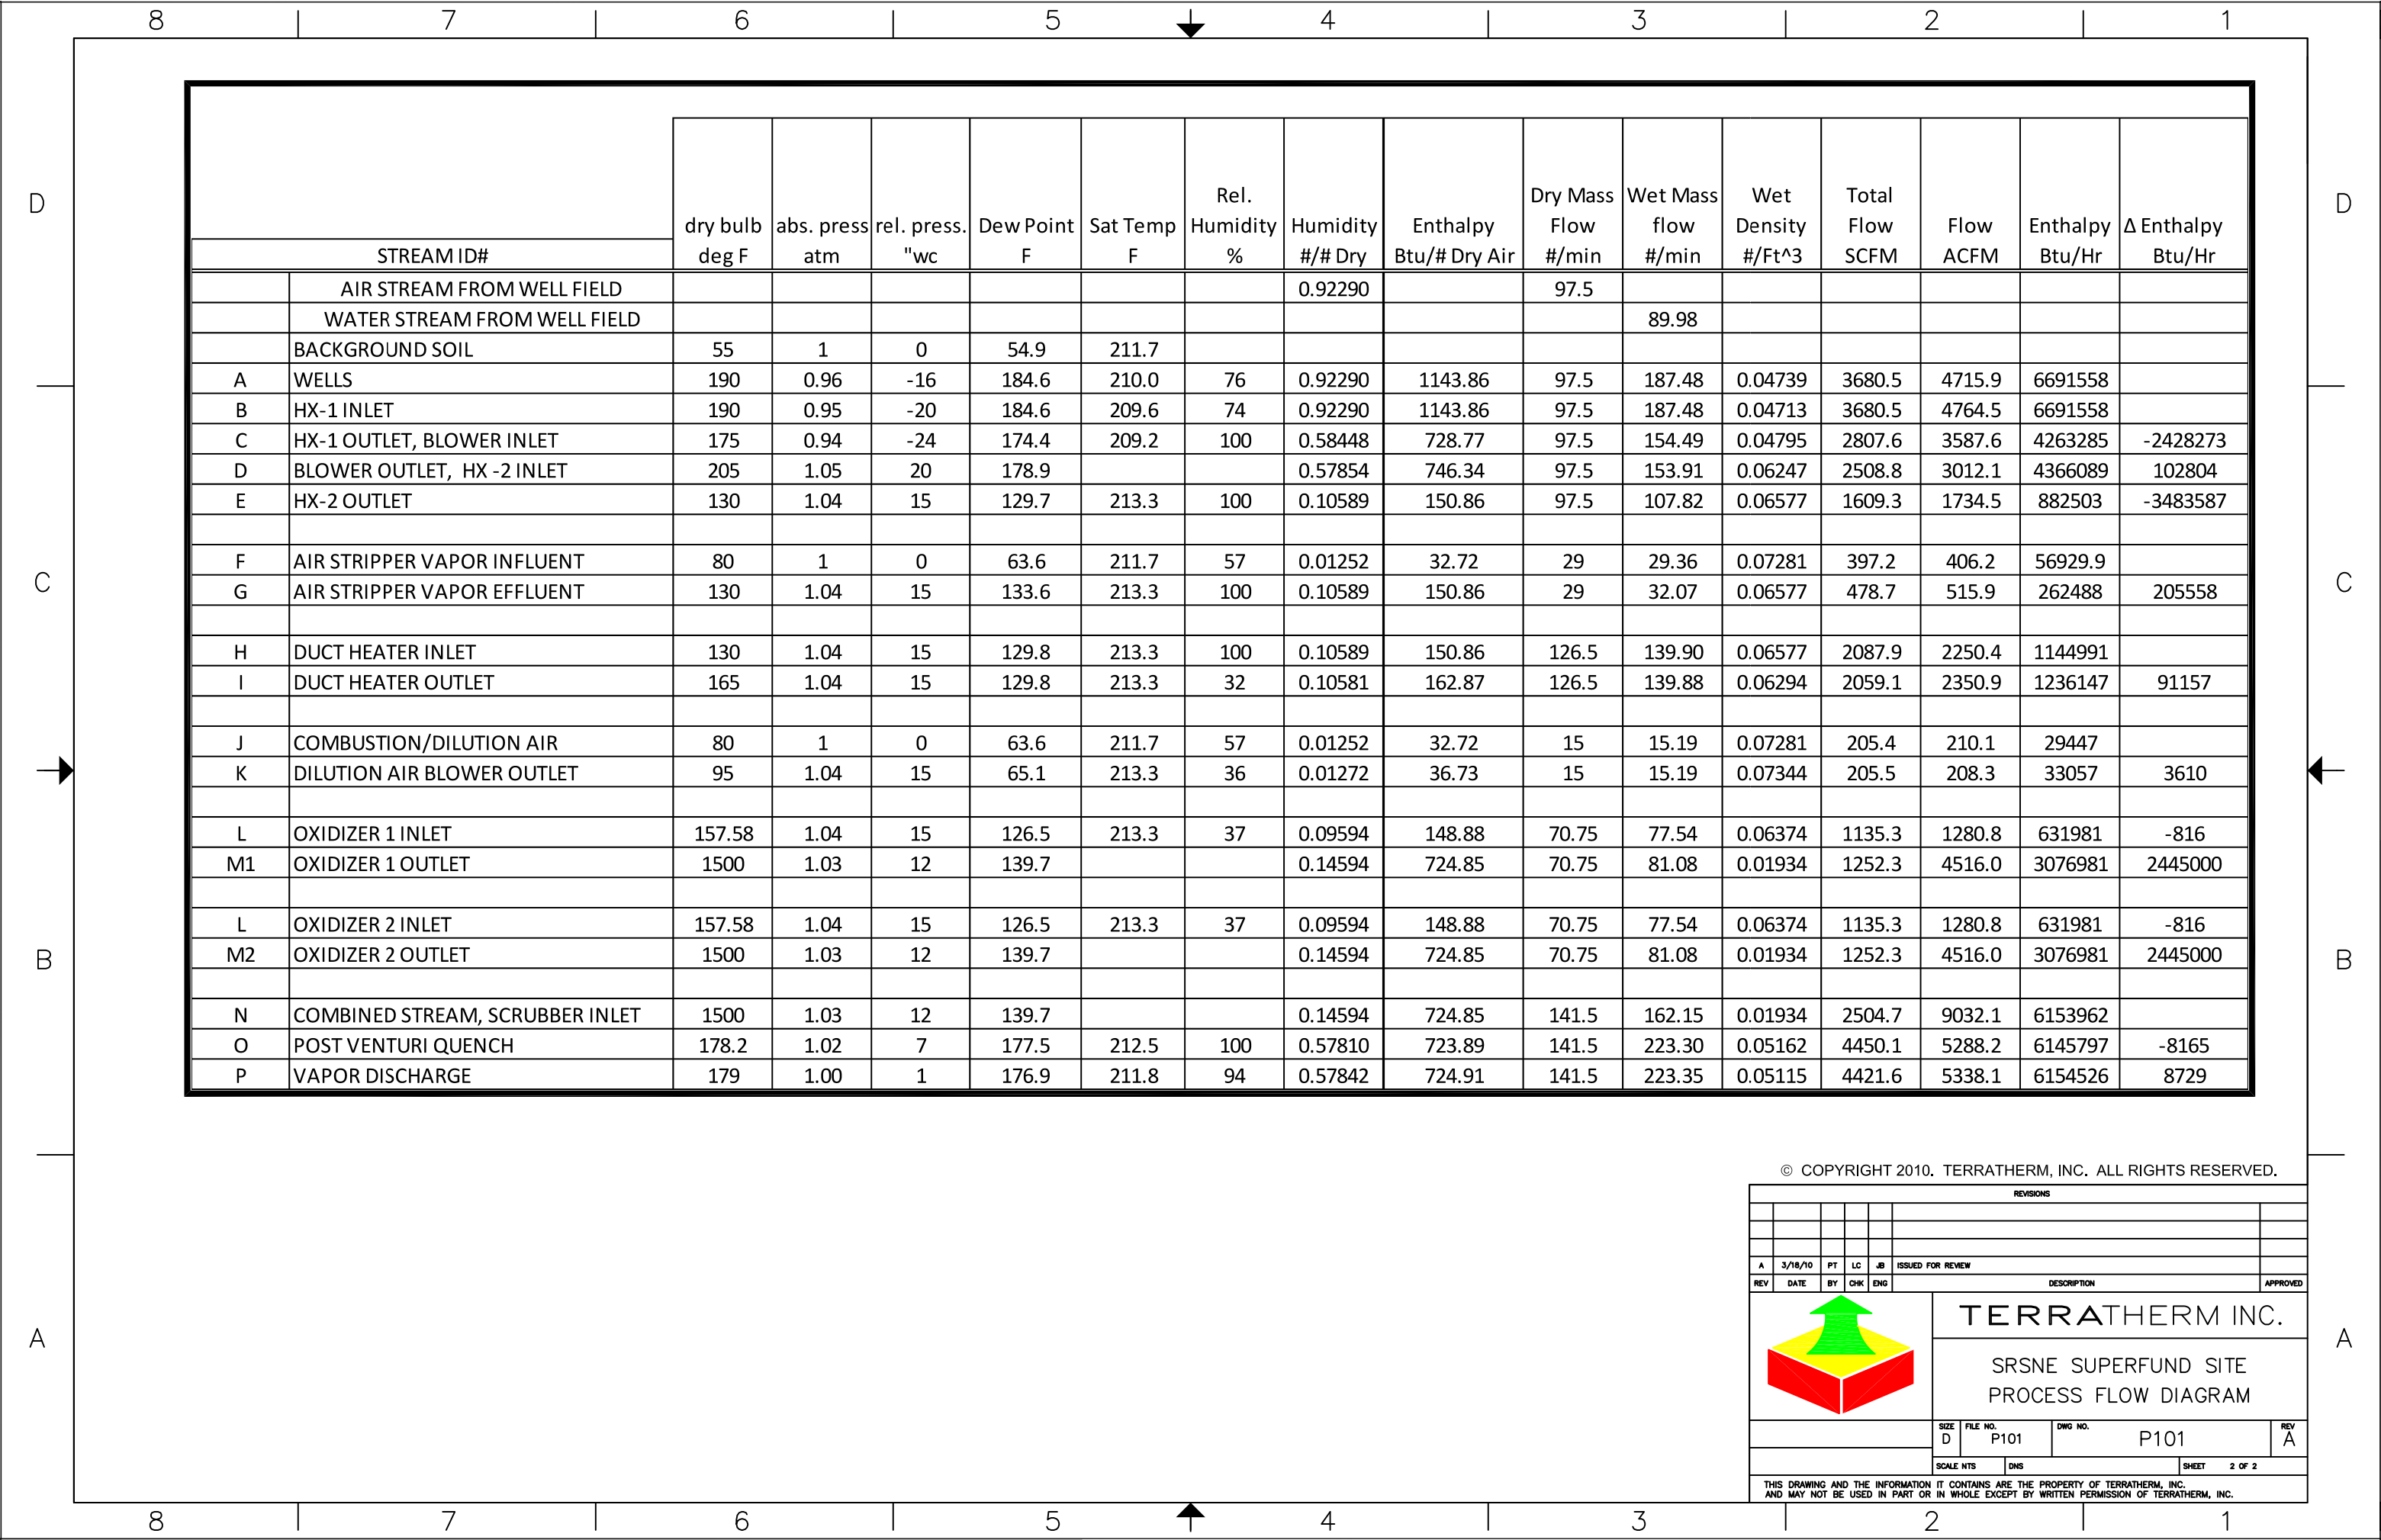 8 7 6 5 4 3 2 1
D D
C C
B B
A A
STREAM ID# dry bulb deg F abs. press atm rel. press. "wc Dew Point F Sat Temp F Rel. Humidity % Humidity #/# Dry Enthalpy Btu/# Dry Air Dry Mass Flow #/min Wet Mass flow #/min Wet Density #/Ft^3 Total Flow SCFM Flow ACFM Enthalpy Btu/Hr Δ Enthalpy Btu/Hr
AIR STREAM FROM WELL FIELD 0.92290 97.5
WATER STREAM FROM WELL FIELD 89.98
BACKGROUND SOIL 55 1 0 54.9 211.7
A WELLS 190 0.96 -16 184.6 210.0 76 0.92290 1143.86 97.5 187.48 0.04739 3680.5 4715.9 6691558
B HX-1 INLET 190 0.95 -20 184.6 209.6 74 0.92290 1143.86 97.5 187.48 0.04713 3680.5 4764.5 6691558
C HX-1 OUTLET, BLOWER INLET 175 0.94 -24 174.4 209.2 100 0.58448 728.77 97.5 154.49 0.04795 2807.6 3587.6 4263285 -2428273
D BLOWER OUTLET, HX -2 INLET 205 1.05 20 178.9 0.57854 746.34 97.5 153.91 0.06247 2508.8 3012.1 4366089 102804
E HX-2 OUTLET 130 1.04 15 129.7 213.3 100 0.10589 150.86 97.5 107.82 0.06577 1609.3 1734.5 882503 -3483587
F AIR STRIPPER VAPOR INFLUENT 80 1 0 63.6 211.7 57 0.01252 32.72 29 29.36 0.07281 397.2 406.2 56929.9
G AIR STRIPPER VAPOR EFFLUENT 130 1.04 15 133.6 213.3 100 0.10589 150.86 29 32.07 0.06577 478.7 515.9 262488 205558
H DUCT HEATER INLET 130 1.04 15 129.8 213.3 100 0.10589 150.86 126.5 139.90 0.06577 2087.9 2250.4 1144991
I DUCT HEATER OUTLET 165 1.04 15 129.8 213.3 32 0.10581 162.87 126.5 139.88 0.06294 2059.1 2350.9 1236147 91157
J COMBUSTION/DILUTION AIR 80 1 0 63.6 211.7 57 0.01252 32.72 15 15.19 0.07281 205.4 210.1 29447
K DILUTION AIR BLOWER OUTLET 95 1.04 15 65.1 213.3 36 0.01272 36.73 15 15.19 0.07344 205.5 208.3 33057 3610
L OXIDIZER 1 INLET 157.58 1.04 15 126.5 213.3 37 0.09594 148.88 70.75 77.54 0.06374 1135.3 1280.8 631981 -816
M1 OXIDIZER 1 OUTLET 1500 1.03 12 139.7 0.14594 724.85 70.75 81.08 0.01934 1252.3 4516.0 3076981 2445000
L OXIDIZER 2 INLET 157.58 1.04 15 126.5 213.3 37 0.09594 148.88 70.75 77.54 0.06374 1135.3 1280.8 631981 -816
M2 OXIDIZER 2 OUTLET 1500 1.03 12 139.7 0.14594 724.85 70.75 81.08 0.01934 1252.3 4516.0 3076981 2445000
N COMBINED STREAM, SCRUBBER INLET 1500 1.03 12 139.7 0.14594 724.85 141.5 162.15 0.01934 2504.7 9032.1 6153962
O POST VENTURI QUENCH 178.2 1.02 7 177.5 212.5 100 0.57810 723.89 141.5 223.30 0.05162 4450.1 5288.2 6145797 -8165
P VAPOR DISCHARGE 179 1.00 1 176.9 211.8 94 0.57842 724.91 141.5 223.35 0.05115 4421.6 5338.1 6154526 8729
© COPYRIGHT 2010. TERRATHERM, INC. ALL RIGHTS RESERVED.
REVISIONS
A 3/18/10 PT LC JB ISSUED FOR REVIEW
REV DATE BY CHK ENG DESCRIPTION APPROVED
TERRATHERM INC.
SRSNE SUPERFUND SITE
PROCESS FLOW DIAGRAM
SIZE D FILE NO. P101 DWG NO. P101 REV A
SCALE NTS DNS SHEET 2 OF 2
THIS DRAWING AND THE INFORMATION IT CONTAINS ARE THE PROPERTY OF TERRATHERM, INC.
AND MAY NOT BE USED IN PART OR IN WHOLE EXCEPT BY WRITTEN PERMISSION OF TERRATHERM, INC.
8 7 6 5 4 3 2 1